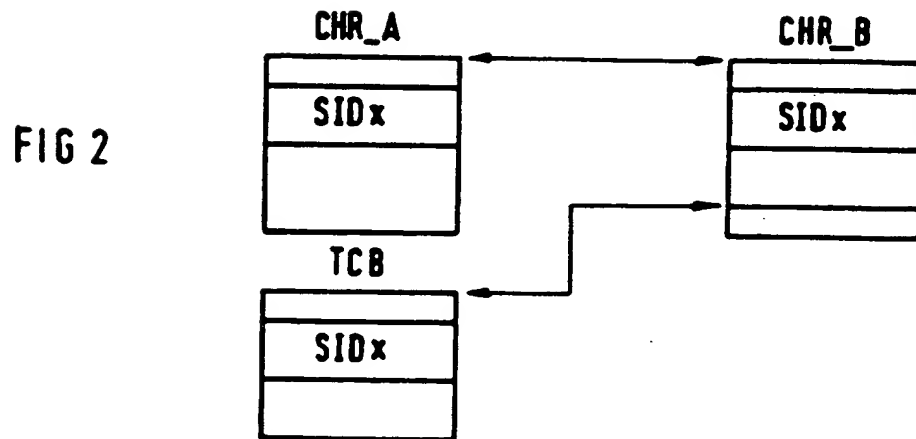 CHR_A
CHR_B
SIDx
SIDx
FIG 2
TCB
SIDx